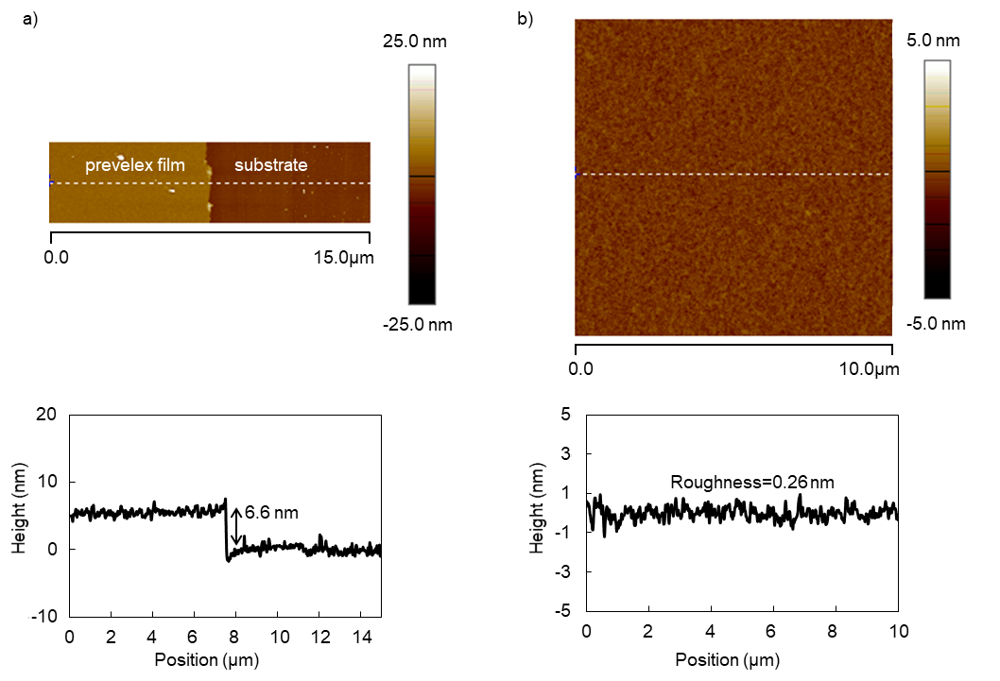 a)
25.0 nm
prevelex film
substrate
0.0
15.0µm
-25.0 nm
20
10
0
-10
Height (nm)
6.6 nm
0 2 4 6 8 10 12 14
Position (µm)
b)
5.0 nm
0.0
10.0µm
-5.0 nm
5
3
1
-1
-3
-5
Height (nm)
Roughness=0.26 nm
0 2 4 6 8 10
Position (µm)